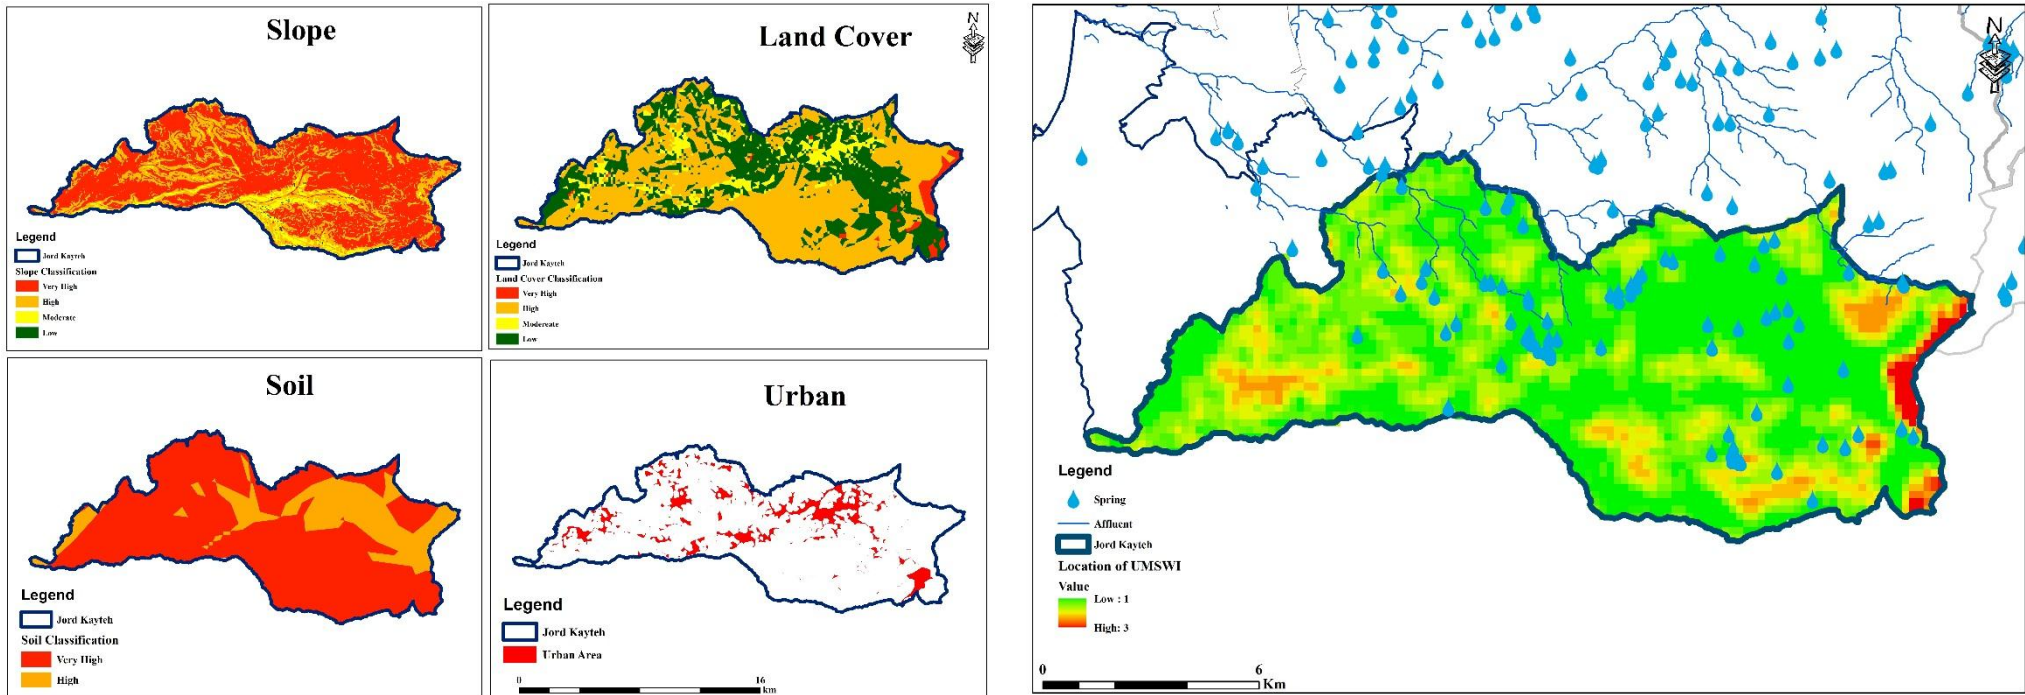 Slope
Legend
Jord Kayteh
Slope Classification
Very High
High
Moderate
Low
Land Cover
N
Legend
Jord Kayteh
Land Cover Classification
Very High
High
Modereate
Low
Soil
Legend
Jord Kayteh
Soil Classification
Very High
High
Urban
Legend
Jord Kayteh
Urban Area
0 16
km
N
Legend
Spring
Affluent
Jord Kayteh
Location of UMSWI
Value
Low : 1
High: 3
0 6
Km